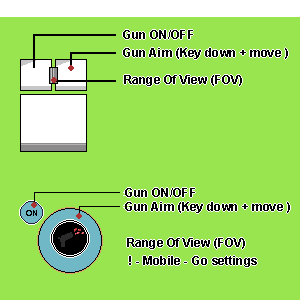 Gun ON/OFF
Gun Aim (Key down + move )
Range Of View (FOV)
Gun ON/OFF
ON
Gun Aim (Key down + move )
Range Of View (FOV)
! - Mobile - Go settings